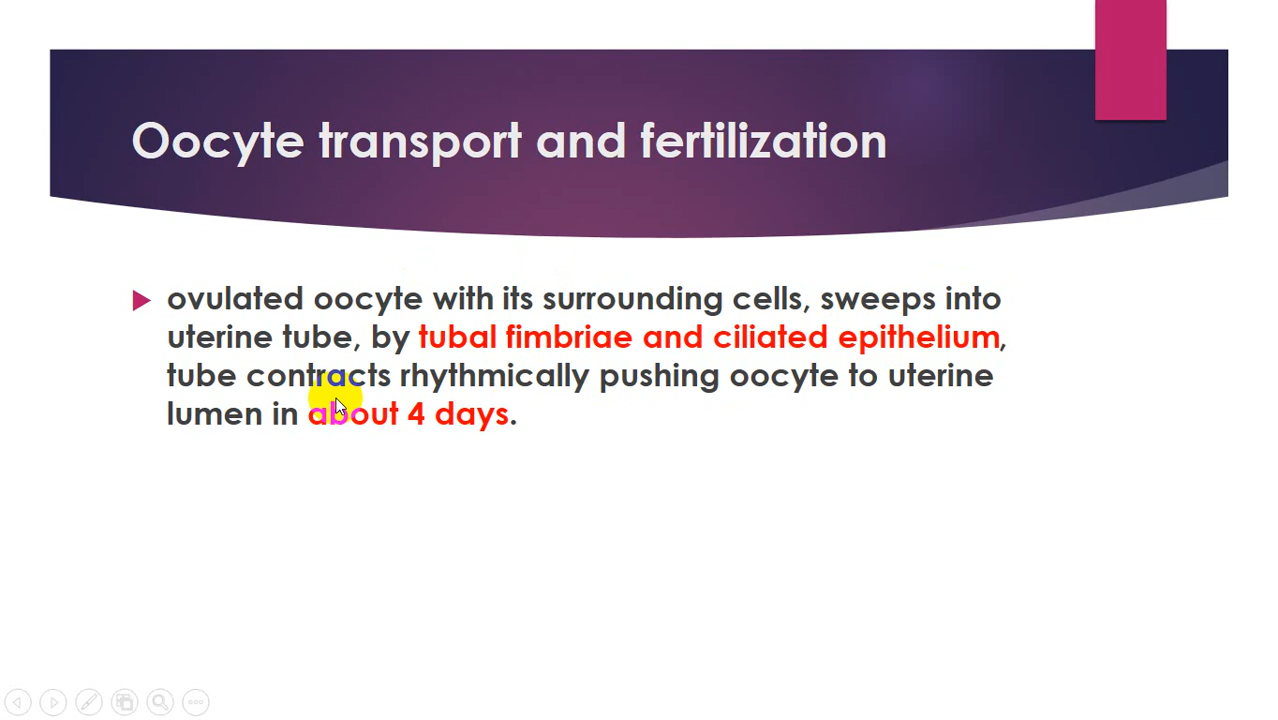 Oocyte transport and fertilization
ovulated oocyte with its surrounding cells, sweeps into
uterine tube, by tubal fimbriae and ciliated epithelium,
tube contracts rhythmically pushing oocyte to uterine
lumen in about 4 days.